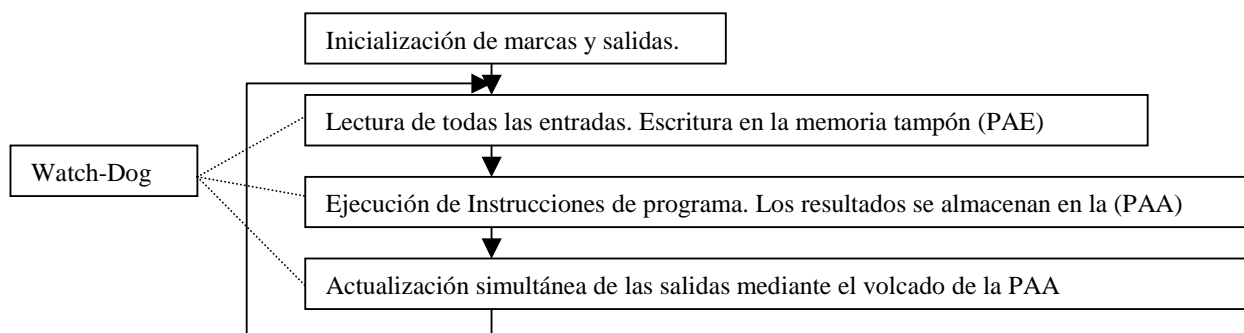 Inicialización de marcas y salidas.
Lectura de todas las entradas. Escritura en la memoria tampón (PAE)
Watch-Dog
Ejecución de Instrucciones de programa. Los resultados se almacenan en la (PAA)
Actualización simultánea de las salidas mediante el volcado de la PAA